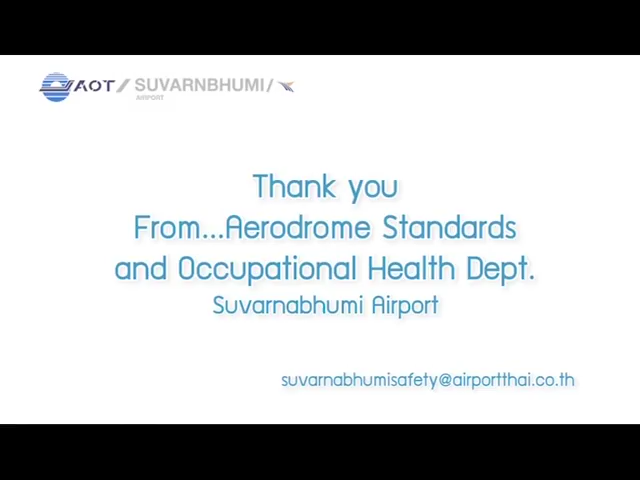 AOT / SUVARNBHUMI /
AIRPORT
Thank you
From...Aerodrome Standards
and Occupational Health Dept.
Suvarnabhumi Airport
suvarnabhumisafety@airportthai.co.th